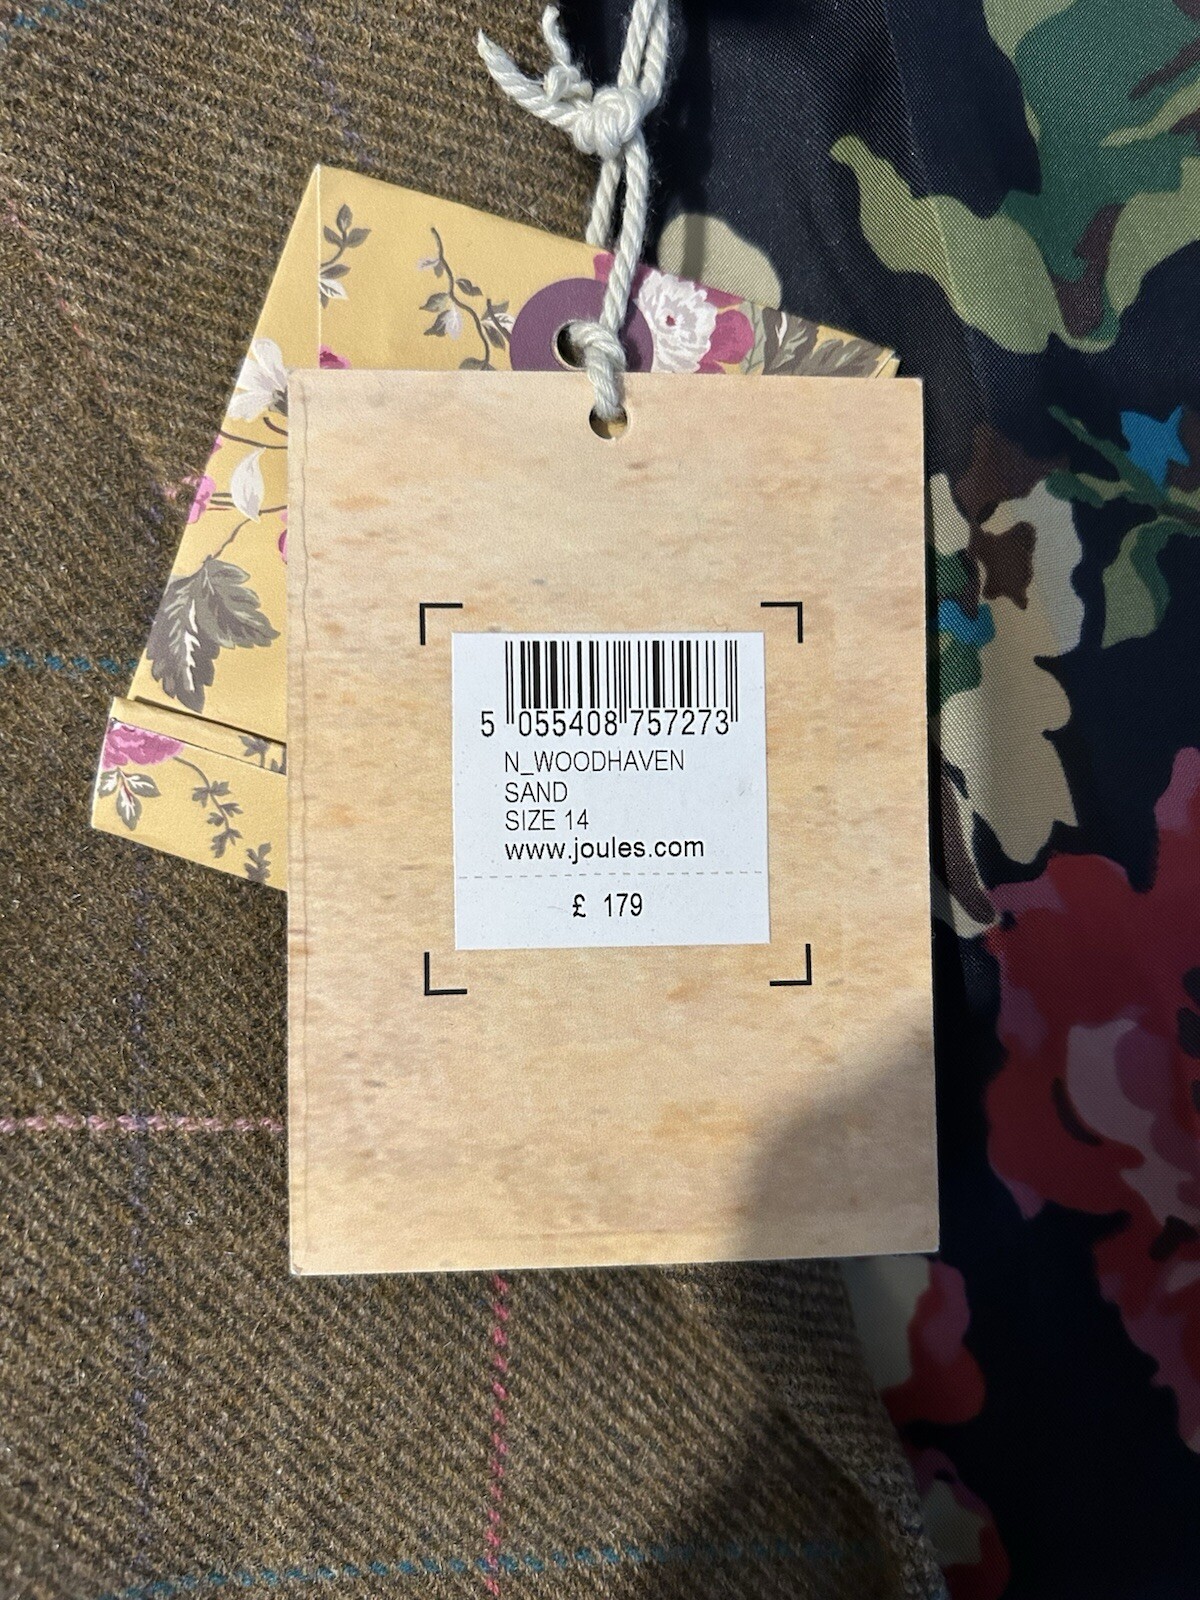 5 055408 757273
N_WOODHAVEN
SAND
SIZE 14
www.joules.com
£ 179